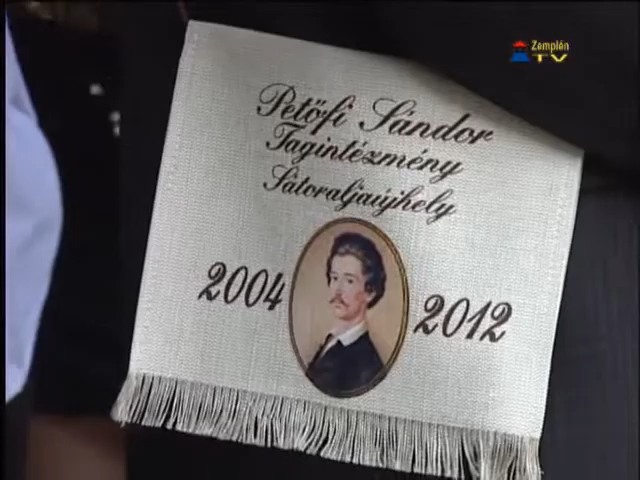 Zemplén
TV
Petőfi Sándor
Tagintézmény
Sátoraljaújhely
2004
2012